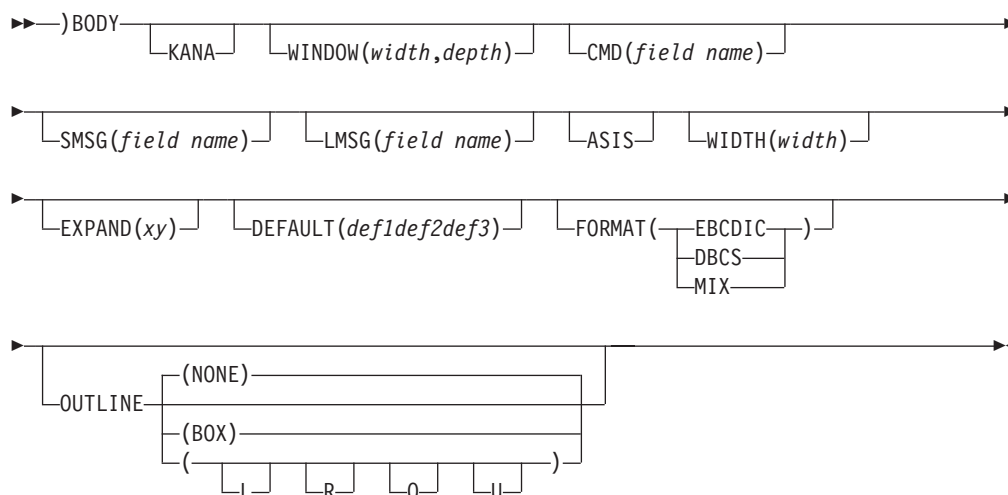 )BODY
KANA WINDOW(width,depth) CMD(field name)
SMSG(field name) LMSG(field name) ASIS WIDTH(width)
EXPAND(xy) DEFAULT(def1def2def3) FORMAT( EBCDIC )
DBCS
MIX
(NONE)
OUTLINE
(BOX)
( )
L R O U